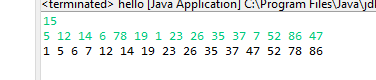 <terminated> hello [Java Application] C:\Program Files\Java\jd
15
5 12 14 6 78 19 1 23 26 35 37 7 52 86 47
1 5 6 7 12 14 19 23 26 35 37 47 52 78 86